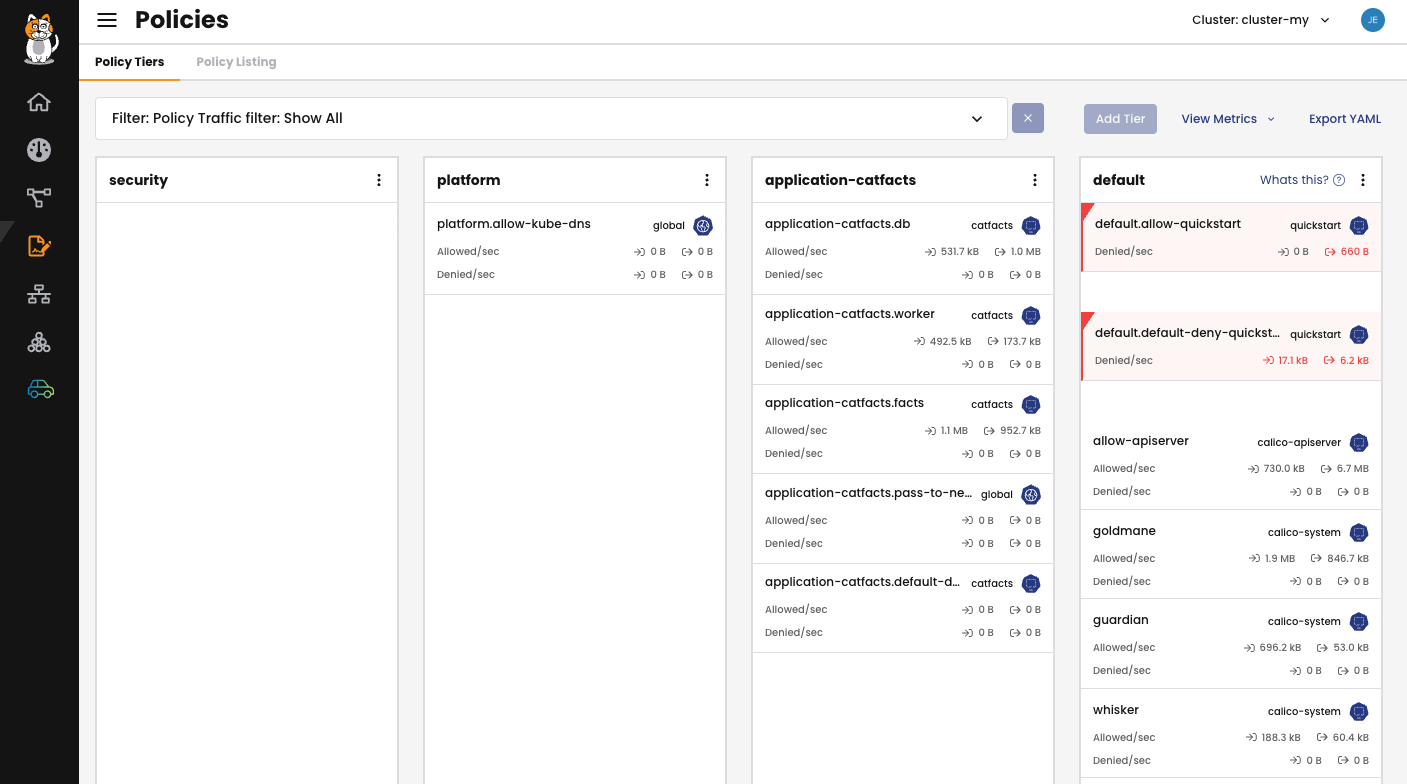 Policies
Cluster: cluster-my
JE
Policy Tiers
Policy Listing
Filter: Policy Traffic filter: Show All
Add Tier
View Metrics
Export YAML
security
platform
platform.allow-kube-dns global
Allowed/sec 0 B 0 B
Denied/sec 0 B 0 B
application-catfacts
application-catfacts.db catfacts
Allowed/sec 531.7 kB 1.0 MB
Denied/sec 0 B 0 B
application-catfacts.worker catfacts
Allowed/sec 492.5 kB 173.7 kB
Denied/sec 0 B 0 B
application-catfacts.facts catfacts
Allowed/sec 1.1 MB 952.7 kB
Denied/sec 0 B 0 B
application-catfacts.pass-to-ne... global
Allowed/sec 0 B 0 B
Denied/sec 0 B 0 B
application-catfacts.default-d... catfacts
Allowed/sec 0 B 0 B
Denied/sec 0 B 0 B
default Whats this?
default.allow-quickstart quickstart
Denied/sec 0 B 660 B
default.default-deny-quickst... quickstart
Denied/sec 17.1 kB 6.2 kB
allow-apiserver calico-apiserver
Allowed/sec 730.0 kB 6.7 MB
Denied/sec 0 B 0 B
goldmane calico-system
Allowed/sec 1.9 MB 846.7 kB
Denied/sec 0 B 0 B
guardian calico-system
Allowed/sec 696.2 kB 53.0 kB
Denied/sec 0 B 0 B
whisker calico-system
Allowed/sec 188.3 kB 60.4 kB
Denied/sec 0 B 0 B